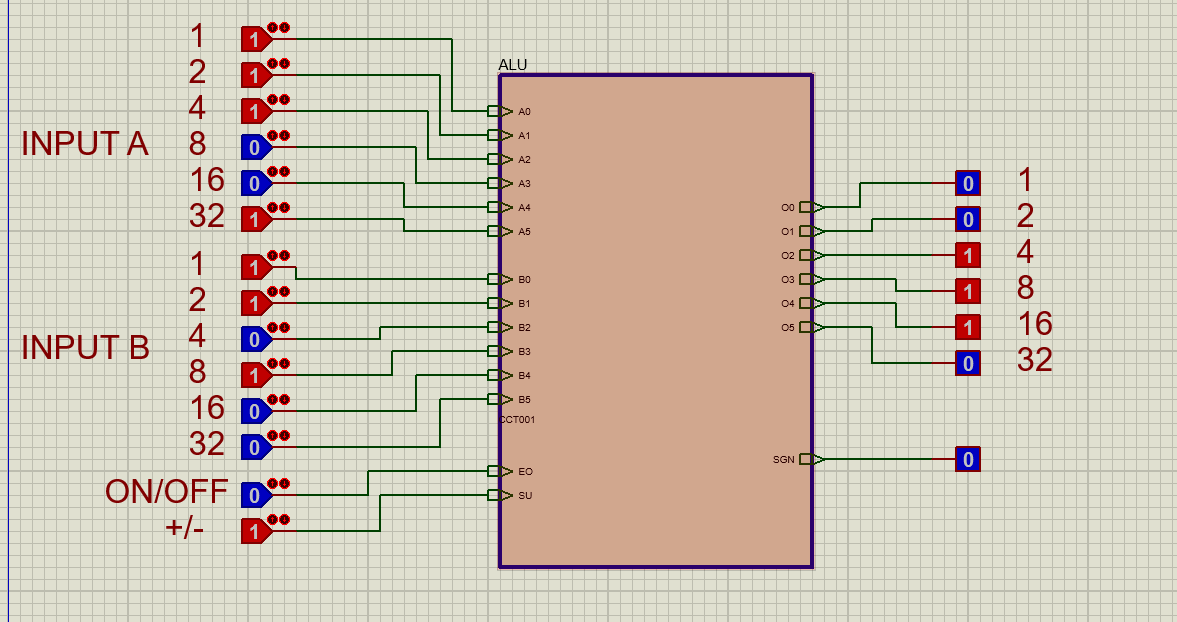 1 1
2 1
4 1
INPUT A
8 0
16 0
32 1
1 1
2 1
4 0
INPUT B
8 1
16 0
32 0
ON/OFF 0
+/- 1
ALU
A0
A1
A2
A3
A4
A5
B0
B1
B2
B3
B4
B5
CCT001
EO
SU
O0
O1
O2
O3
O4
O5
SGN
0 1
0 2
1 4
1 8
1 16
0 32
0